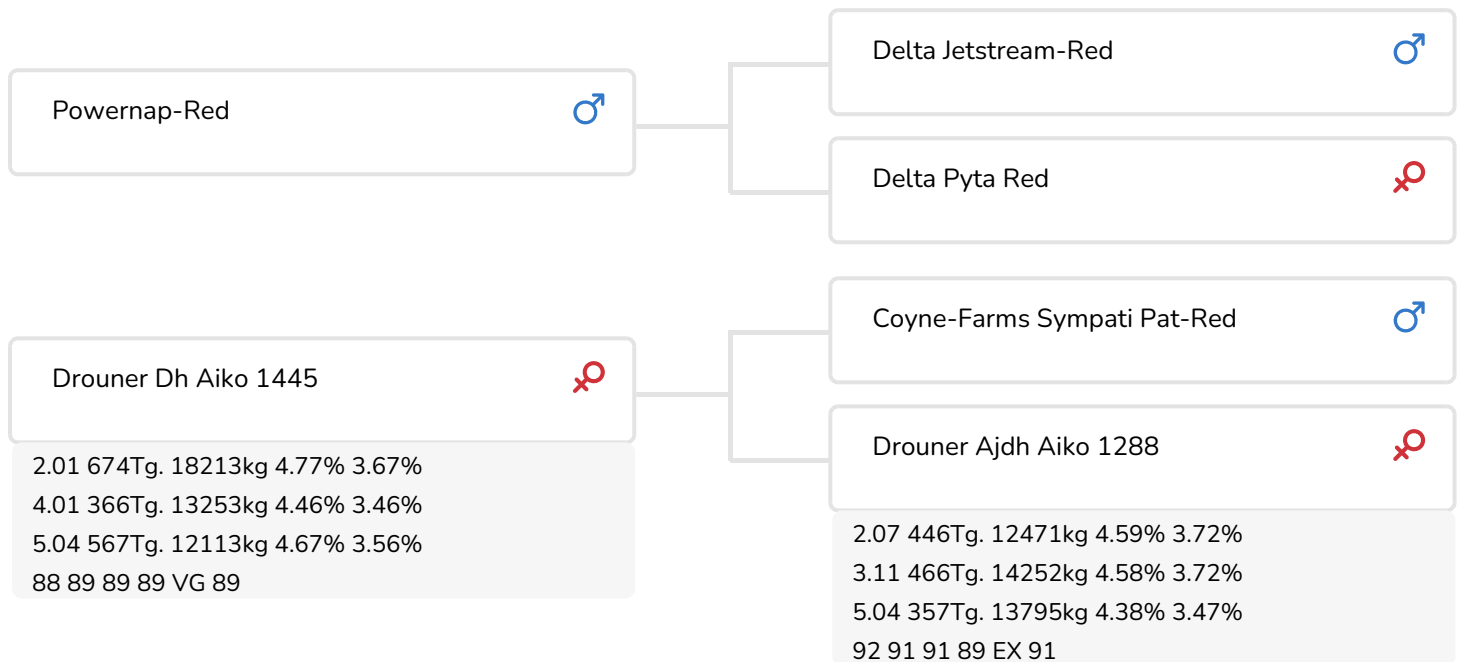 Powernap-Red
Delta Jetstream-Red
Delta Pyta Red
Drouner Dh Aiko 1445
2.01 674Tg. 18213kg 4.77% 3.67%
4.01 366Tg. 13253kg 4.46% 3.46%
5.04 567Tg. 12113kg 4.67% 3.56%
88 89 89 89 VG 89
Coyne-Farms Sympati Pat-Red
Drouner Ajdh Aiko 1288
2.07 446Tg. 12471kg 4.59% 3.72%
3.11 466Tg. 14252kg 4.58% 3.72%
5.04 357Tg. 13795kg 4.38% 3.47%
92 91 91 89 EX 91